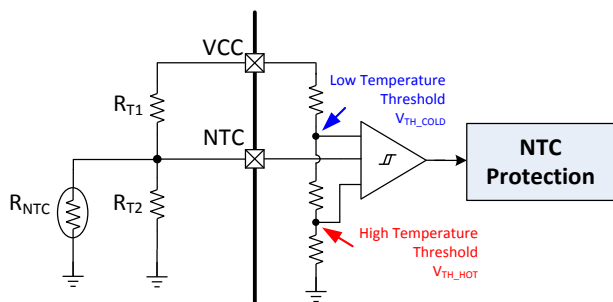 VCC
Low Temperature
Threshold
V_TH_COLD
R_T1
NTC
NTC
Protection
R_NTC
R_T2
High Temperature
Threshold
V_TH_HOT